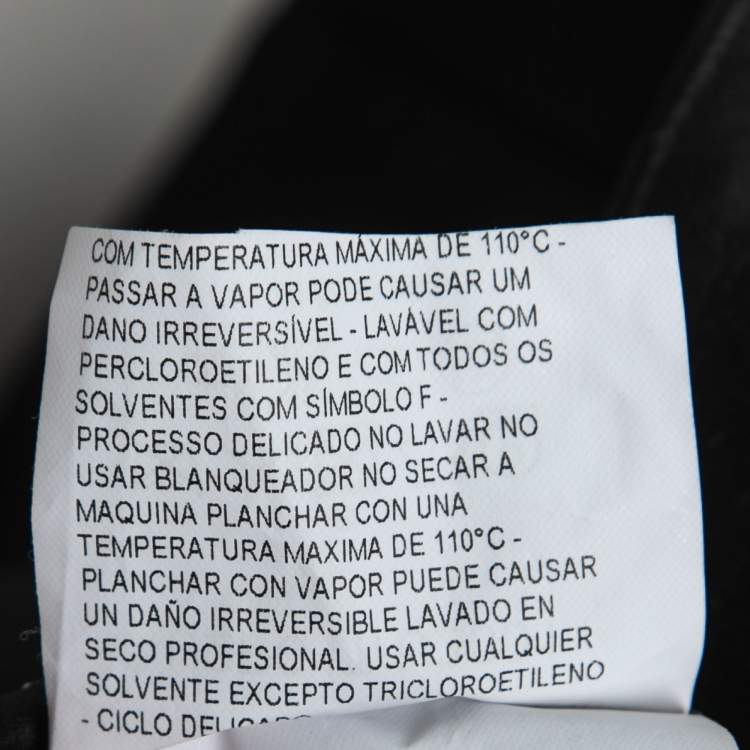 COM TEMPERATURA MÁXIMA DE 110°C -
PASSAR A VAPOR PODE CAUSAR UM
DANO IRREVERSÍVEL - LAVÁVEL COM
PERCLOROETILENO E COM TODOS OS
SOLVENTES COM SÍMBOLO F -
PROCESSO DELICADO NO LAVAR NO
USAR BLANQUEADOR NO SECAR A
MAQUINA PLANCHAR CON UNA
TEMPERATURA MAXIMA DE 110°C -
PLANCHAR CON VAPOR PUEDE CAUSAR
UN DAÑO IRREVERSIBLE LAVADO EN
SECO PROFESIONAL. USAR CUALQUIER
SOLVENTE EXCEPTO TRICLOROETILENO
- CICLO DELICADO